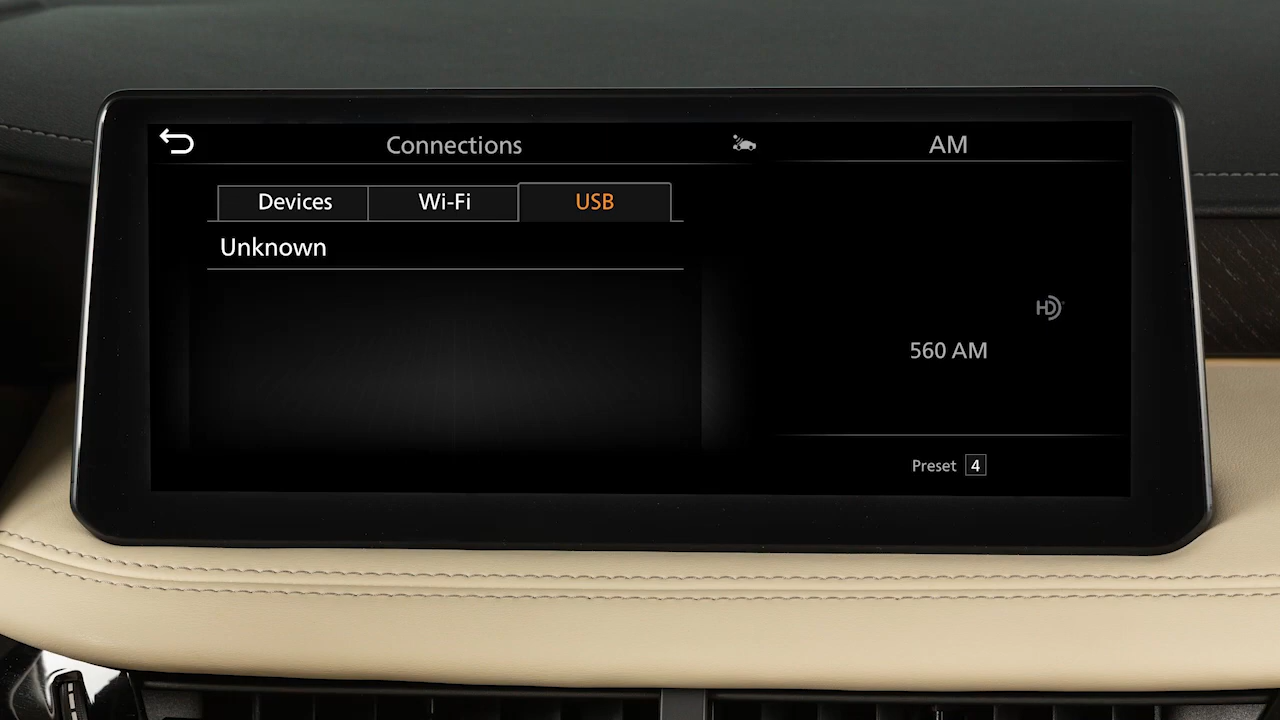 Connections
AM
Devices
Wi-Fi
USB
Unknown
HD
560 AM
Preset 4